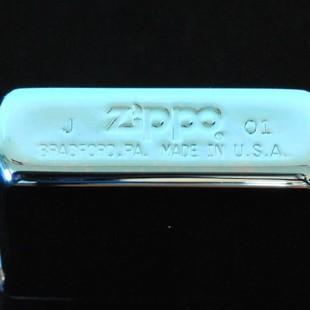 J Zippo® 01
BRADFORD, PA. MADE IN U.S.A.